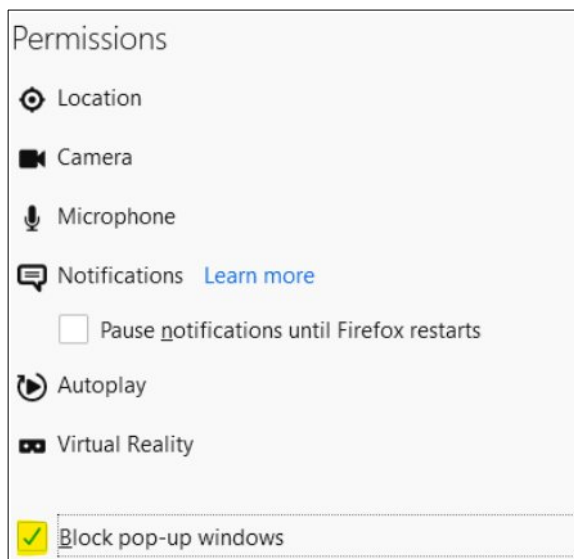 Permissions
Location
Camera
Microphone
Notifications Learn more
Pause notifications until Firefox restarts
Autoplay
Virtual Reality
Block pop-up windows